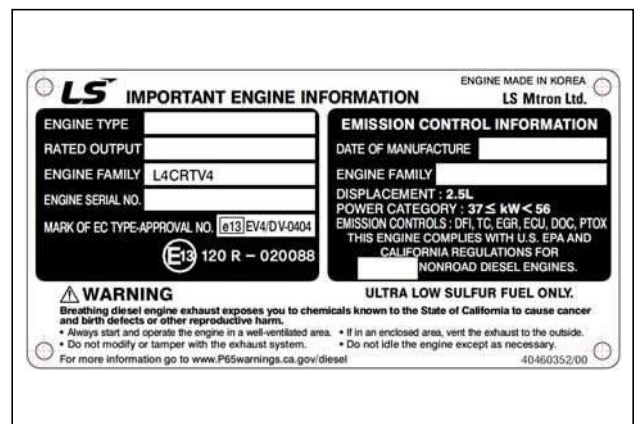 ENGINE MADE IN KOREA
LS IMPORTANT ENGINE INFORMATION LS Mtron Ltd.
ENGINE TYPE
RATED OUTPUT
ENGINE FAMILY L4CRTV4
ENGINE SERIAL NO.
MARK OF EC TYPE-APPROVAL NO. e13 EV4/DV-0404
E13 120 R – 020088
EMISSION CONTROL INFORMATION
DATE OF MANUFACTURE
ENGINE FAMILY
DISPLACEMENT : 2.5L
POWER CATEGORY : 37≤ kW< 56
EMISSION CONTROLS : DFI, TC, EGR, ECU, DOC, PTOX
THIS ENGINE COMPLIES WITH U.S. EPA AND
CALIFORNIA REGULATIONS FOR
NONROAD DIESEL ENGINES.
⚠WARNING ULTRA LOW SULFUR FUEL ONLY.
Breathing diesel engine exhaust exposes you to chemicals known to the State of California to cause cancer
and birth defects or other reproductive harm.
• Always start and operate the engine in a well-ventilated area. • If in an enclosed area, vent the exhaust to the outside.
• Do not modify or tamper with the exhaust system. • Do not idle the engine except as necessary.
For more information go to www.P65warnings.ca.gov/diesel 40460352/00